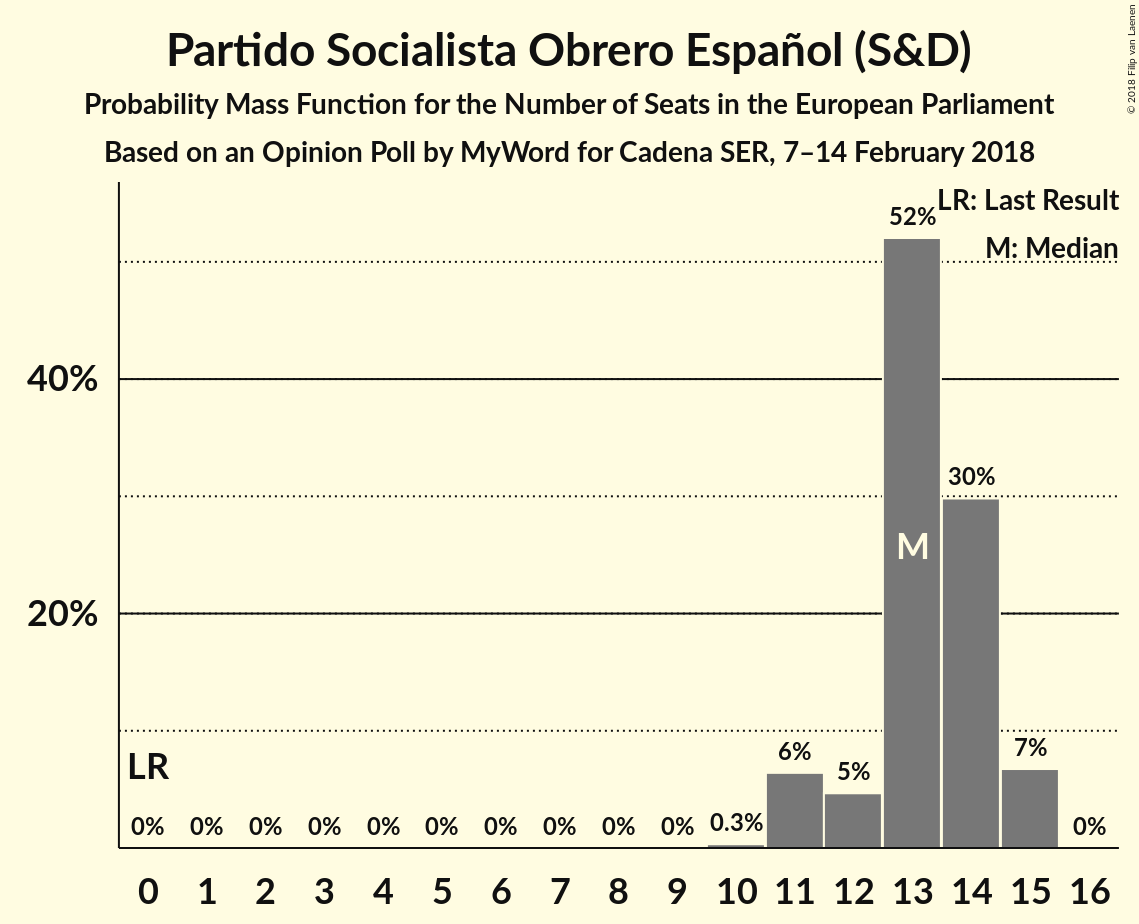 Partido Socialista Obrero Español (S&D)
Probability Mass Function for the Number of Seats in the European Parliament
Based on an Opinion Poll by MyWord for Cadena SER, 7–14 February 2018
© 2018 Filip van Laenen
LR: Last Result
M: Median
52%
40%
30%
M
20%
LR
6%
5%
7%
0% 0% 0% 0% 0% 0% 0% 0% 0% 0% 0.3% 0%
0 1 2 3 4 5 6 7 8 9 10 11 12 13 14 15 16